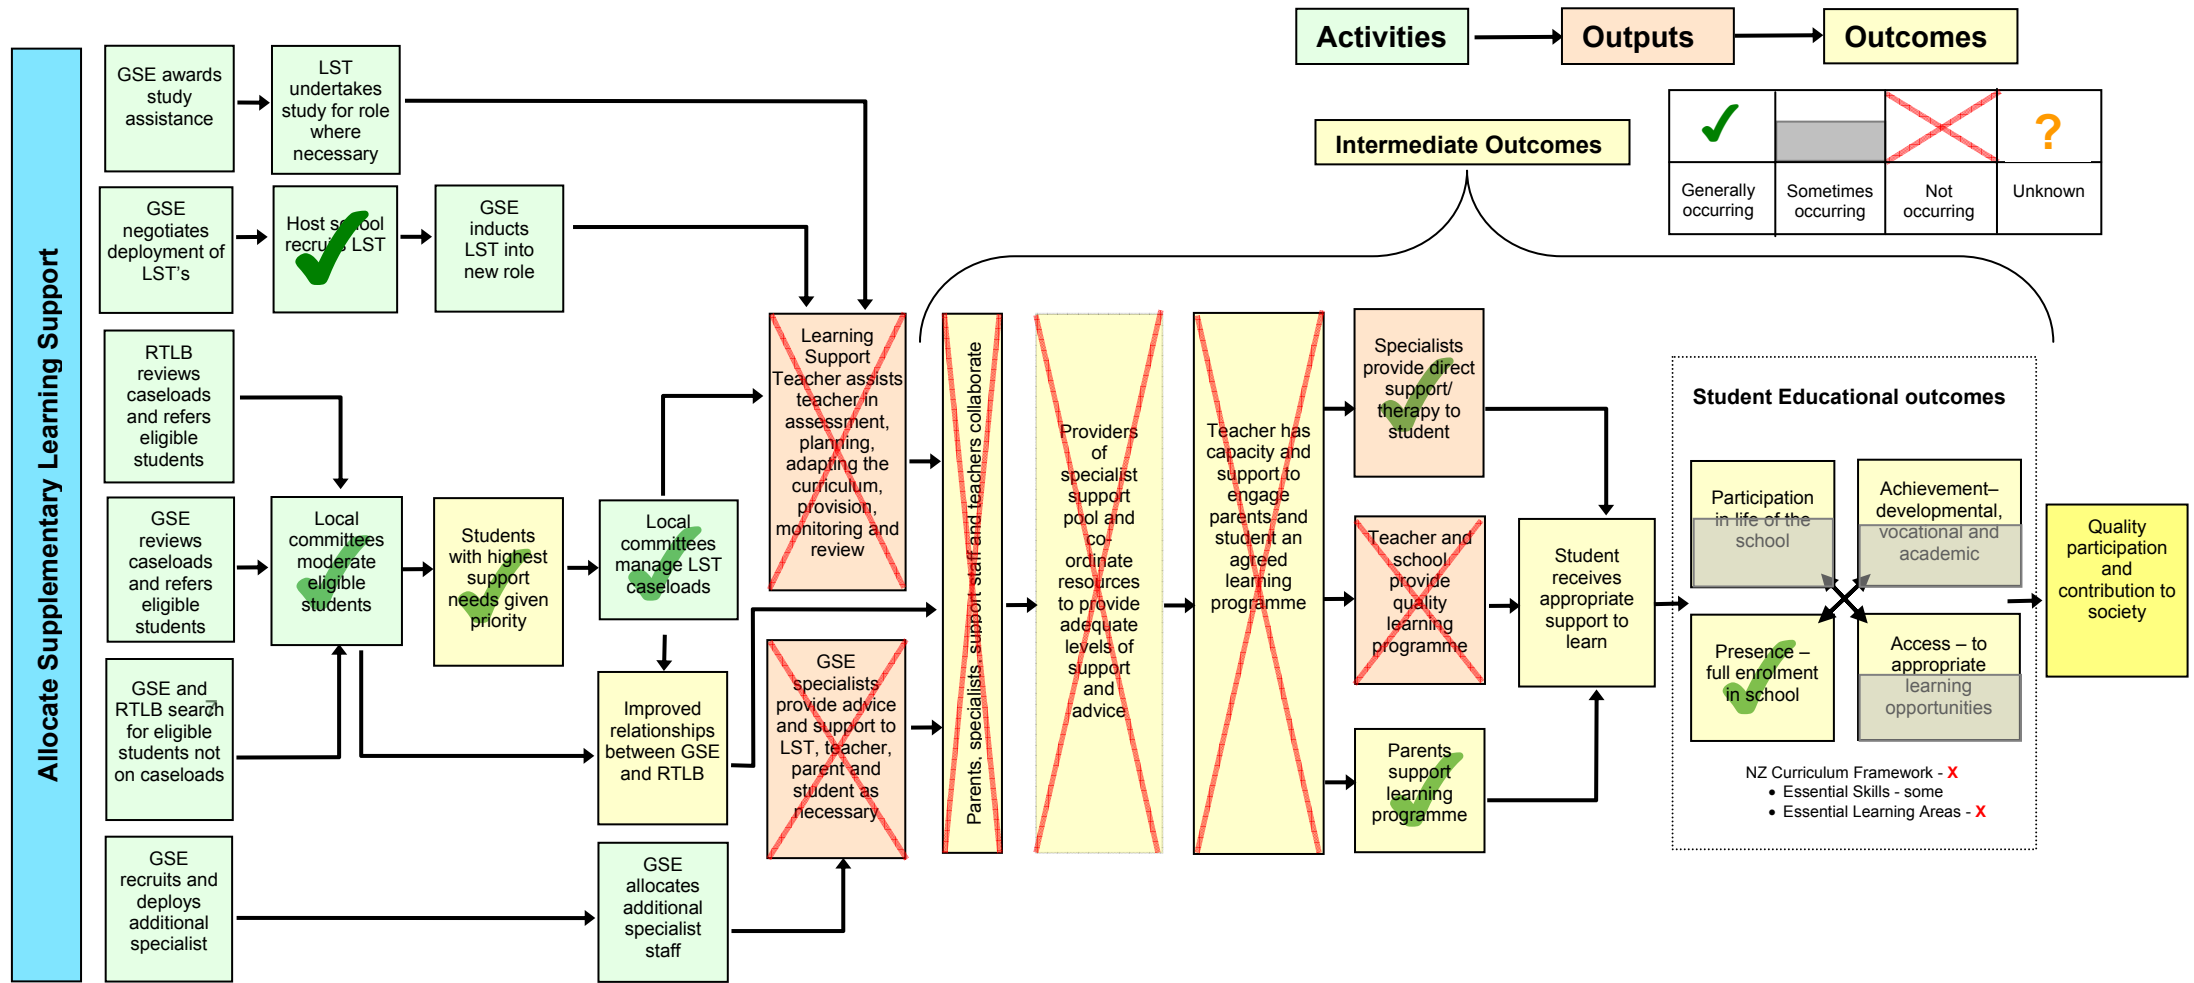 Activities
Outputs
Outcomes
Generally
occurring
Sometimes
occurring
Not
occurring
?
Unknown
Intermediate Outcomes
Allocate Supplementary Learning Support
GSE awards
study
assistance
LST
undertakes
study for role
where
necessary
GSE
negotiates
deployment of
LST's
Host school
recruits LST
GSE
inducts
LST into
new role
RTLB
reviews
caseloads
and refers
eligible
students
GSE
reviews
caseloads
and refers
eligible
students
GSE and
RTLB search
for eligible
students not
on caseloads
GSE
recruits and
deploys
additional
specialist
Local
committees
moderate
eligible
students
Students
with highest
support
needs given
priority
Local
committees
manage LST
caseloads
Improved
relationships
between GSE
and RTLB
GSE
allocates
additional
specialist
staff
Learning
Support
Teacher assists
teacher in
assessment,
planning,
adapting the
curriculum,
provision,
monitoring and
review
GSE
specialists
provide advice
and support to
LST, teacher,
parent and
student as
necessary
Parents, specialists, support staff and teachers collaborate
Providers
of
specialist
support
pool and
co-
ordinate
resources
to provide
adequate
levels of
support
and
advice
Teacher has
capacity and
support to
engage
parents and
student an
agreed
learning
programme
Specialists
provide direct
support/
therapy to
student
Teacher and
school
provide
quality
learning
programme
Parents
support
learning
programme
Student
receives
appropriate
support to
learn
Student Educational outcomes
Participation
in life of the
school
Achievement–
developmental,
vocational and
academic
Presence –
full enrolment
in school
Access – to
appropriate
learning
opportunities
NZ Curriculum Framework - X
• Essential Skills - some
• Essential Learning Areas - X
Quality
participation
and
contribution to
society